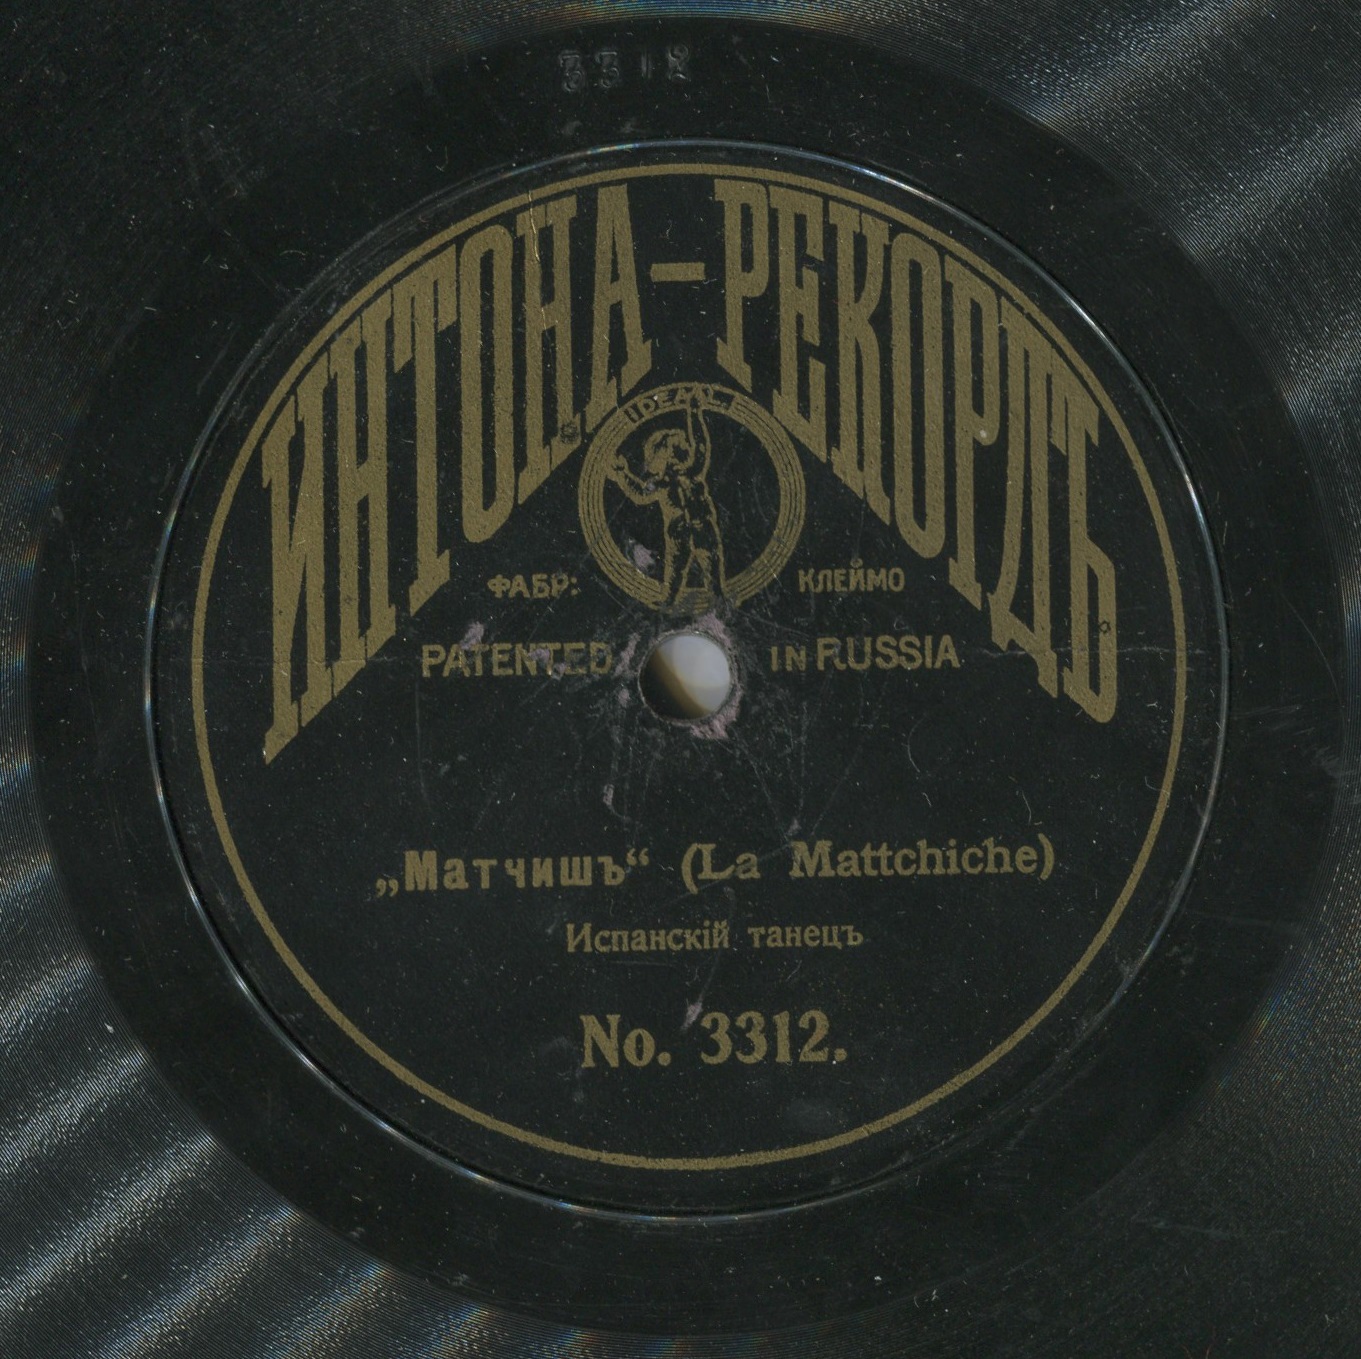 3312
ИНТОНА-РЕКОРДЪ
IDEAL
ФАБР: КЛЕЙМО
PATENTED IN RUSSIA
„Матчишъ“ (La Mattchiche)
Испанскій танецъ
No. 3312.